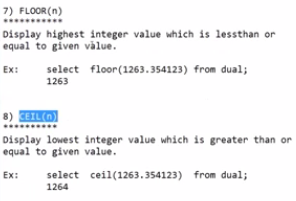 7) FLOOR(n)
***********
Display highest integer value which is lessthan or
equal to given value.
Ex: select floor(1263.354123) from dual;
1263
8) CEIL(n)
**********
Display lowest integer value which is greater than or
equal to given value.
Ex: select ceil(1263.354123) from dual;
1264